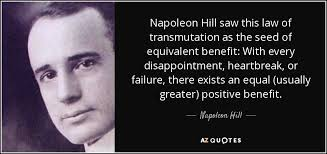 Napoleon Hill saw this law of
transmutation as the seed of
equivalent benefit: With every
disappointment, heartbreak, or
failure, there exists an equal (usually
greater) positive benefit.
Napoleon Hill
AZ QUOTES